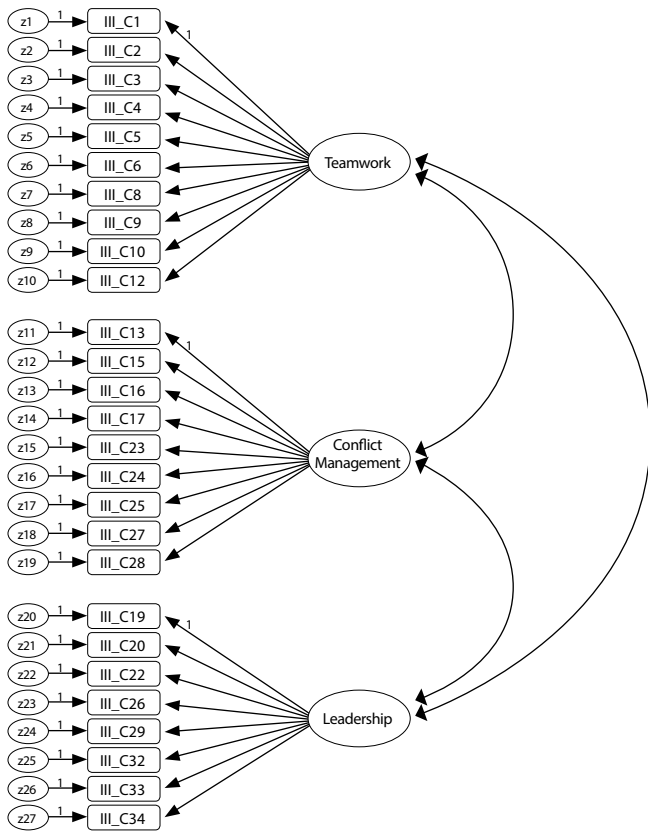 z1 1 III_C1 1
z2 1 III_C2
z3 1 III_C3
z4 1 III_C4
z5 1 III_C5
z6 1 III_C6
z7 1 III_C8
z8 1 III_C9
z9 1 III_C10
z10 1 III_C12
Teamwork
z11 1 III_C13 1
z12 1 III_C15
z13 1 III_C16
z14 1 III_C17
z15 1 III_C23
z16 1 III_C24
z17 1 III_C25
z18 1 III_C27
z19 1 III_C28
Conflict
Management
z20 1 III_C19 1
z21 1 III_C20
z22 1 III_C22
z23 1 III_C26
z24 1 III_C29
z25 1 III_C32
z26 1 III_C33
z27 1 III_C34
Leadership